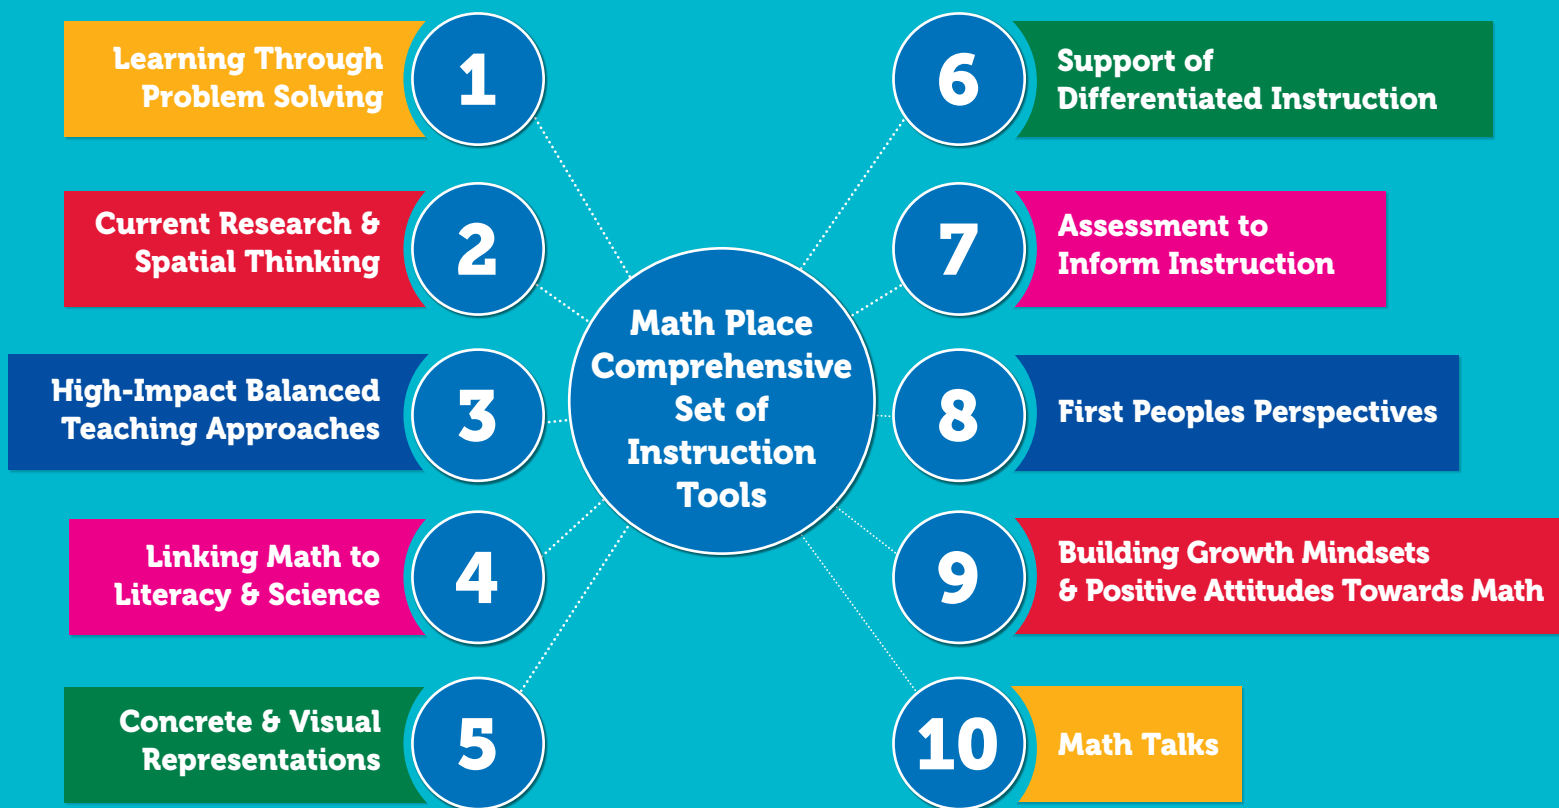 1
Learning Through
Problem Solving
2
Current Research &
Spatial Thinking
3
High-Impact Balanced
Teaching Approaches
4
Linking Math to
Literacy & Science
5
Concrete & Visual
Representations
Math Place
Comprehensive
Set of
Instruction
Tools
6
Support of
Differentiated Instruction
7
Assessment to
Inform Instruction
8
First Peoples Perspectives
9
Building Growth Mindsets
& Positive Attitudes Towards Math
10
Math Talks